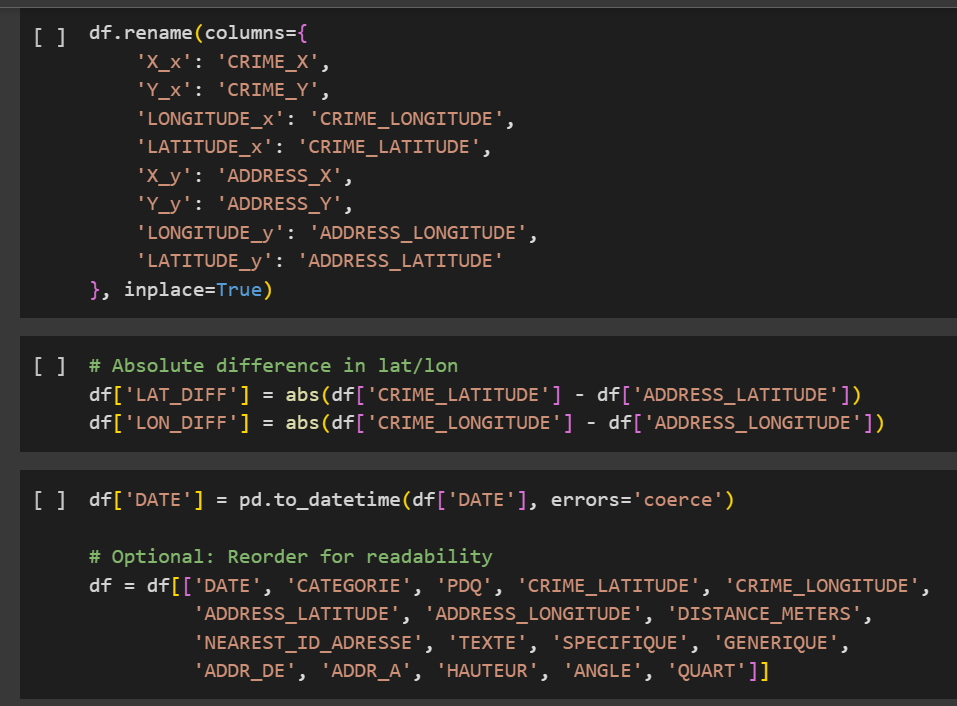 [ ] df.rename(columns={
'X_x': 'CRIME_X',
'Y_x': 'CRIME_Y',
'LONGITUDE_x': 'CRIME_LONGITUDE',
'LATITUDE_x': 'CRIME_LATITUDE',
'X_y': 'ADDRESS_X',
'Y_y': 'ADDRESS_Y',
'LONGITUDE_y': 'ADDRESS_LONGITUDE',
'LATITUDE_y': 'ADDRESS_LATITUDE'
}, inplace=True)
[ ] # Absolute difference in lat/lon
df['LAT_DIFF'] = abs(df['CRIME_LATITUDE'] - df['ADDRESS_LATITUDE'])
df['LON_DIFF'] = abs(df['CRIME_LONGITUDE'] - df['ADDRESS_LONGITUDE'])
[ ] df['DATE'] = pd.to_datetime(df['DATE'], errors='coerce')
# Optional: Reorder for readability
df = df[['DATE', 'CATEGORIE', 'PDQ', 'CRIME_LATITUDE', 'CRIME_LONGITUDE',
'ADDRESS_LATITUDE', 'ADDRESS_LONGITUDE', 'DISTANCE_METERS',
'NEAREST_ID_ADRESSE', 'TEXTE', 'SPECIFIQUE', 'GENERIQUE',
'ADDR_DE', 'ADDR_A', 'HAUTEUR', 'ANGLE', 'QUART']]